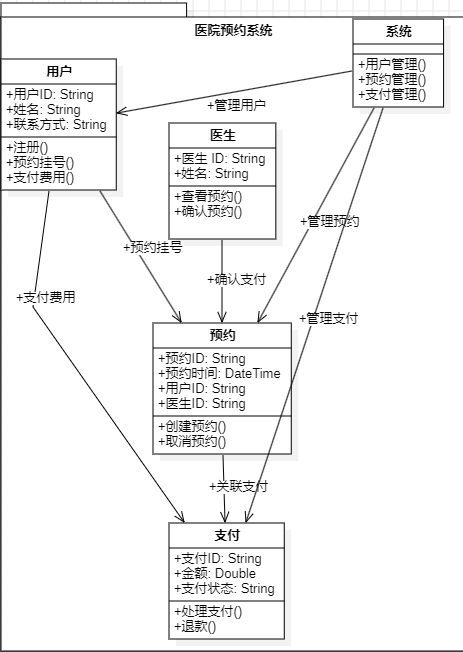 医院预约系统
系统
+用户管理()
+预约管理()
+支付管理()
用户
+用户ID: String
+姓名: String
+联系方式: String
+注册()
+预约挂号()
+支付费用()
+管理用户
医生
+医生 ID: String
+姓名: String
+查看预约()
+确认预约()
+管理预约
+预约挂号
+确认支付
+支付费用
+管理支付
预约
+预约ID: String
+预约时间: DateTime
+用户ID: String
+医生ID: String
+创建预约()
+取消预约()
+关联支付
支付
+支付ID: String
+金额: Double
+支付状态: String
+处理支付()
+退款()